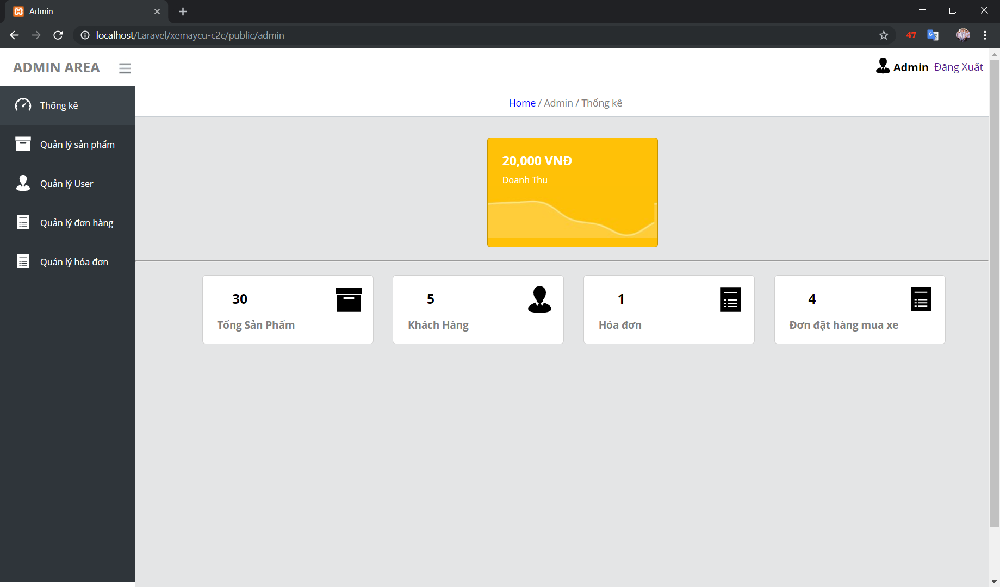 Admin
localhost/Laravel/xemaycu-c2c/public/admin
47
ADMIN AREA
Admin Đăng Xuất
Thống kê
Quản lý sản phẩm
Quản lý User
Quản lý đơn hàng
Quản lý hóa đơn
Home / Admin / Thống kê
20,000 VNĐ
Doanh Thu
30
Tổng Sản Phẩm
5
Khách Hàng
1
Hóa đơn
4
Đơn đặt hàng mua xe